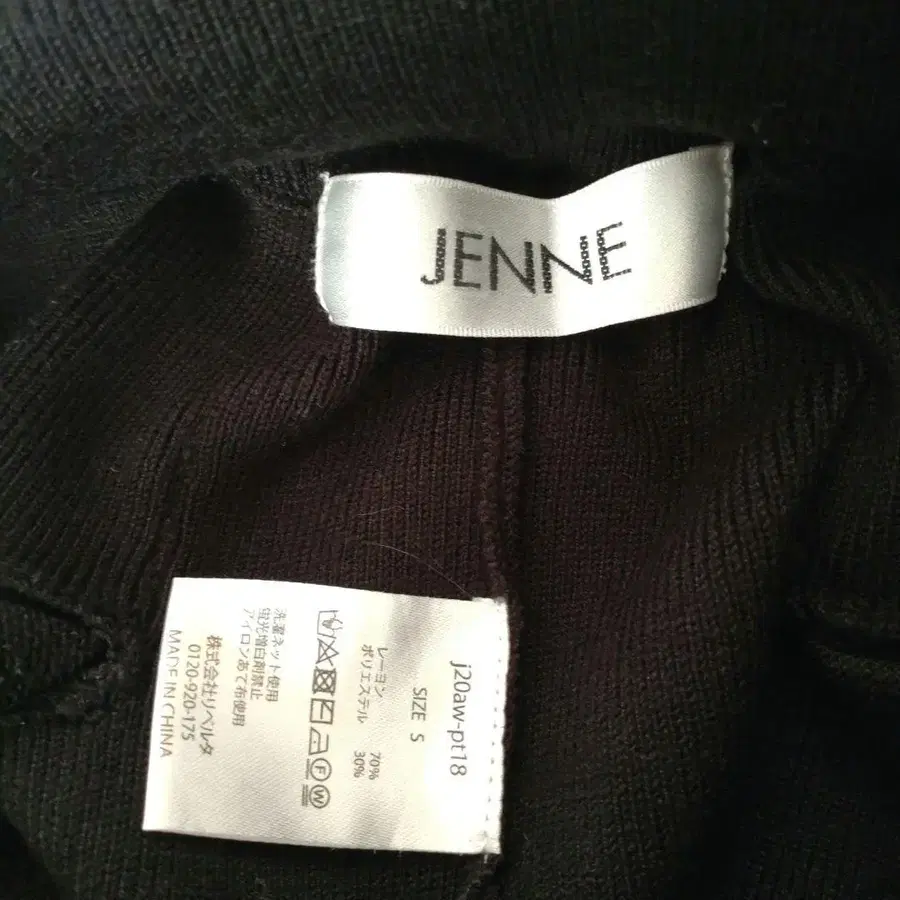 JENNE
j20aw-pt18
SIZE S
レーヨン 70%
ポリエステル 30%
洗濯ネット使用
蛍光増白剤禁止
アイロンあて布使用
株式会社リベルタ
0120-920-175
MADE IN CHINA